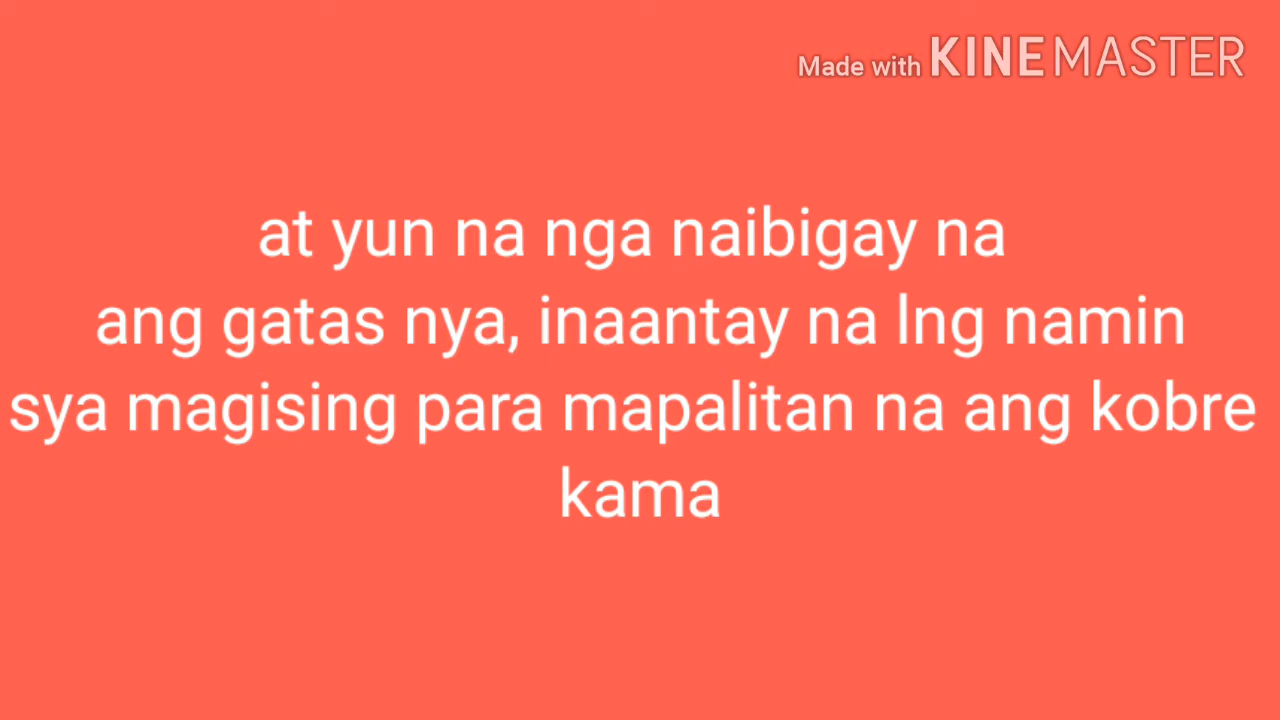 Made with KINEMASTER
at yun na nga naibigay na
ang gatas nya, inaantay na lng namin
sya magising para mapalitan na ang kobre
kama